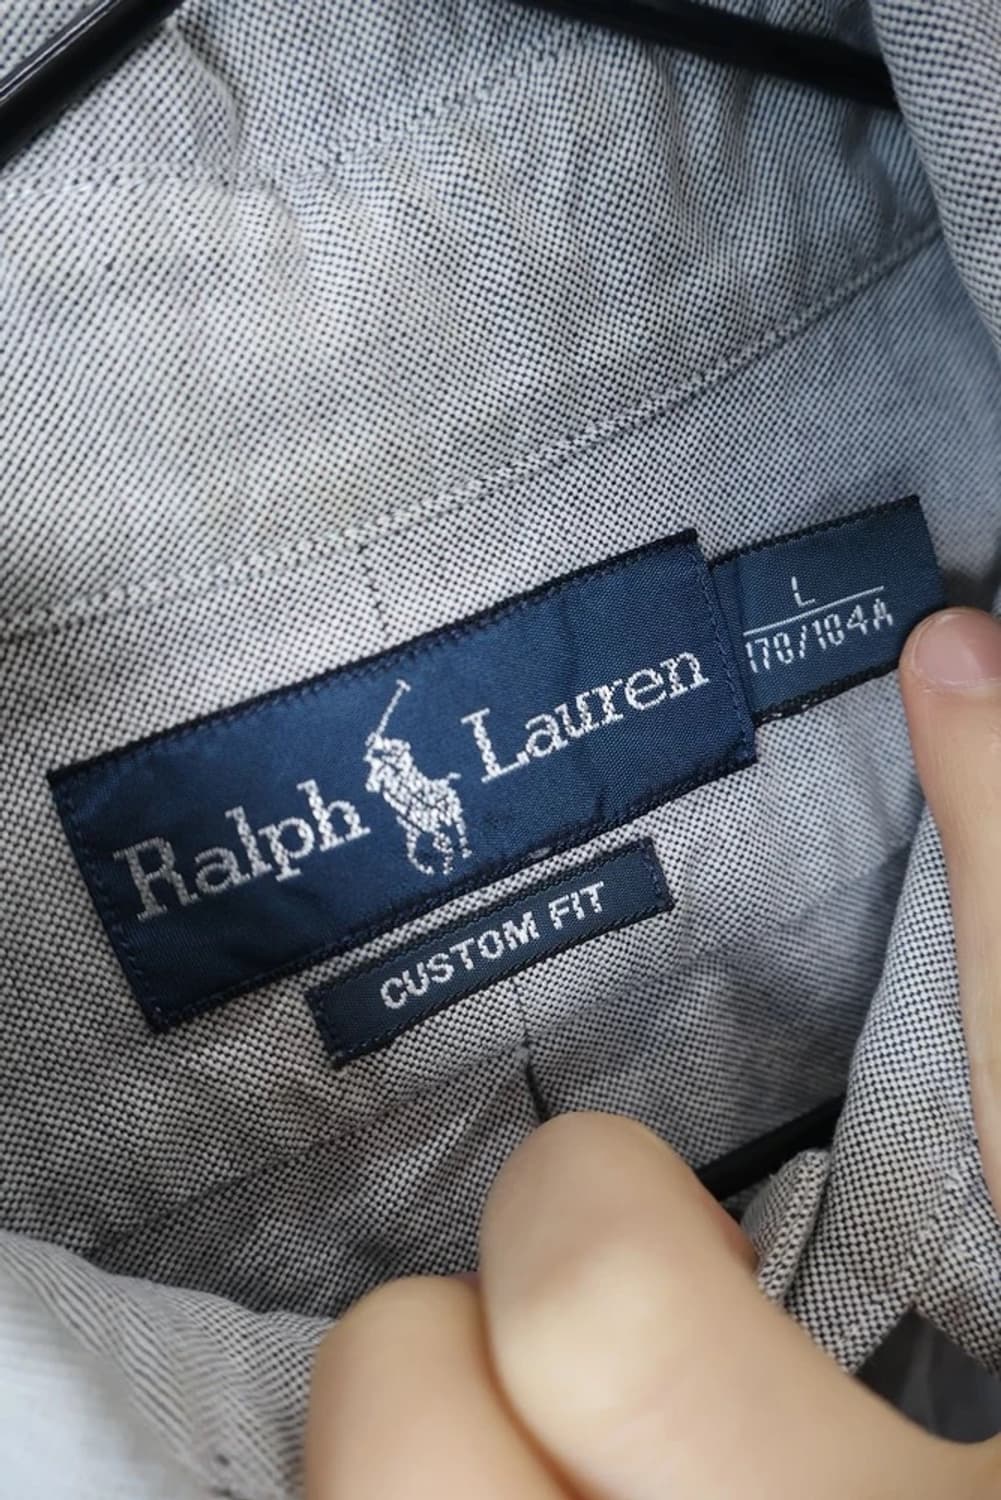 Ralph Lauren
L
170/104A
CUSTOM FIT